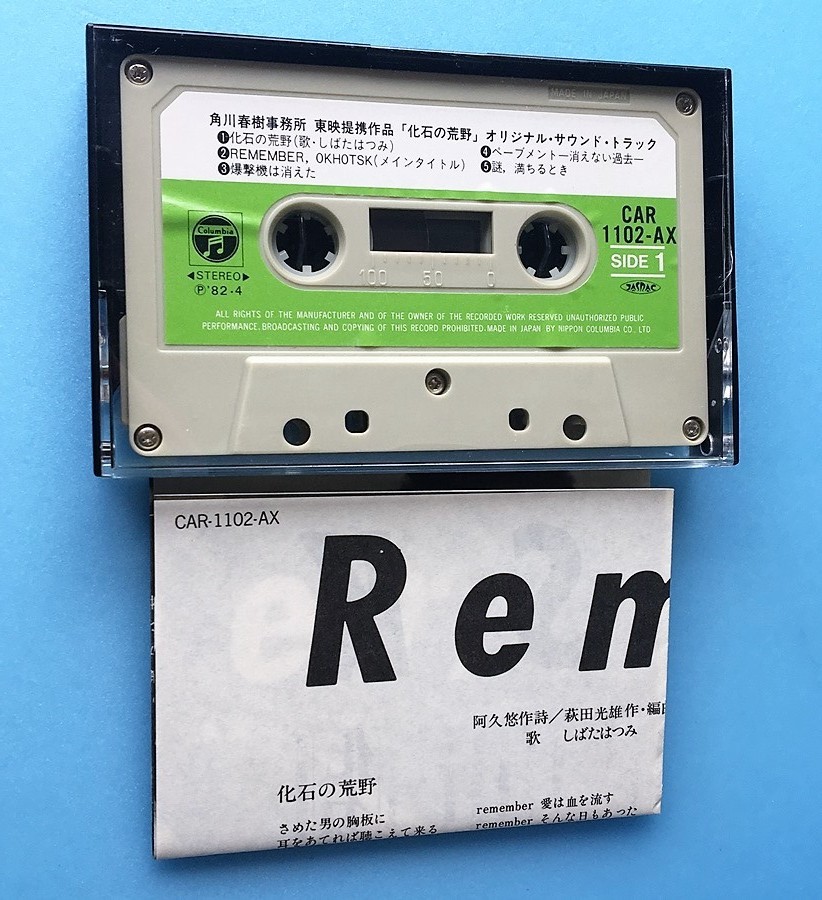 MADE IN JAPAN
角川春樹事務所 東映提携作品「化石の荒野」オリジナル・サウンド・トラック
❶化石の荒野(歌・しばたはつみ)
❷REMEMBER, OKHOTSK(メインタイトル)
❸爆撃機は消えた
❹ペーブメント―消えない過去―
❺謎, 満ちるとき
Columbia
◀STEREO▶
Ⓟ'82・4
100 50 0
CAR
1102-AX
SIDE 1
JASRAC
ALL RIGHTS OF THE MANUFACTURER AND OF THE OWNER OF THE RECORDED WORK RESERVED UNAUTHORIZED PUBLIC
PERFORMANCE. BROADCASTING AND COPYING OF THIS RECORD PROHIBITED. MADE IN JAPAN BY NIPPON COLUMBIA CO., LTD
CAR-1102-AX
Rem
阿久悠作詩／萩田光雄作・編曲
歌 しばたはつみ
化石の荒野
さめた男の胸板に
耳をあてれば聴こえて来る
remember 愛は血を流す
remember そんな日もあった